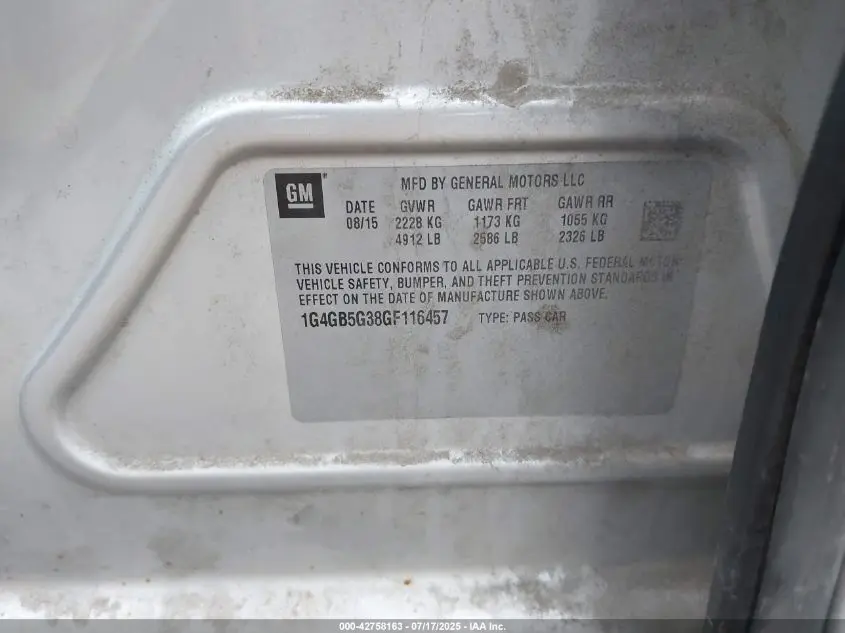 GM
MFD BY GENERAL MOTORS LLC
DATE GVWR GAWR FRT GAWR RR
08/15 2228 KG 1173 KG 1055 KG
4912 LB 2586 LB 2326 LB
THIS VEHICLE CONFORMS TO ALL APPLICABLE U.S. FEDERAL MOTOR
VEHICLE SAFETY, BUMPER, AND THEFT PREVENTION STANDARDS IN
EFFECT ON THE DATE OF MANUFACTURE SHOWN ABOVE.
1G4GB5G38GF116457 TYPE: PASS CAR
000-42758163 - 07/17/2025 - IAA Inc.